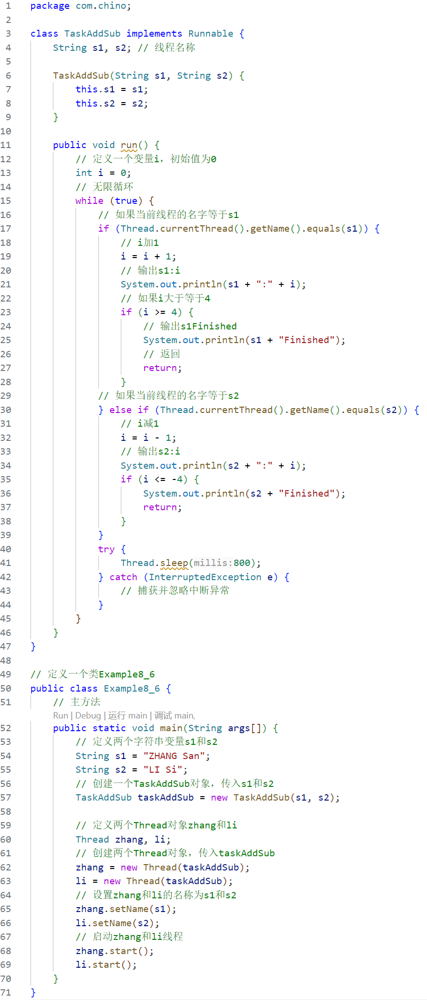 1 package com.chino;
2
3 class TaskAddSub implements Runnable {
4 String s1, s2; // 线程名称
5
6 TaskAddSub(String s1, String s2) {
7 this.s1 = s1;
8 this.s2 = s2;
9 }
10
11 public void run() {
12 // 定义一个变量i，初始值为0
13 int i = 0;
14 // 无限循环
15 while (true) {
16 // 如果当前线程的名字等于s1
17 if (Thread.currentThread().getName().equals(s1)) {
18 // i加1
19 i = i + 1;
20 // 输出s1:i
21 System.out.println(s1 + ":" + i);
22 // 如果i大于等于4
23 if (i >= 4) {
24 // 输出s1Finished
25 System.out.println(s1 + "Finished");
26 // 返回
27 return;
28 }
29 // 如果当前线程的名字等于s2
30 } else if (Thread.currentThread().getName().equals(s2)) {
31 // i减1
32 i = i - 1;
33 // 输出s2:i
34 System.out.println(s2 + ":" + i);
35 if (i <= -4) {
36 System.out.println(s2 + "Finished");
37 return;
38 }
39 }
40 try {
41 Thread.sleep(millis:800);
42 } catch (InterruptedException e) {
43 // 捕获并忽略中断异常
44 }
45 }
46 }
47 }
48
49 // 定义一个类Example8_6
50 public class Example8_6 {
51 // 主方法
Run | Debug | 运行 main | 调试 main,
52 public static void main(String args[]) {
53 // 定义两个字符串变量s1和s2
54 String s1 = "ZHANG San";
55 String s2 = "LI Si";
56 // 创建一个TaskAddSub对象，传入s1和s2
57 TaskAddSub taskAddSub = new TaskAddSub(s1, s2);
58
59 // 定义两个Thread对象zhang和li
60 Thread zhang, li;
61 // 创建两个Thread对象，传入taskAddSub
62 zhang = new Thread(taskAddSub);
63 li = new Thread(taskAddSub);
64 // 设置zhang和li的名称为s1和s2
65 zhang.setName(s1);
66 li.setName(s2);
67 // 启动zhang和li线程
68 zhang.start();
69 li.start();
70 }
71 }